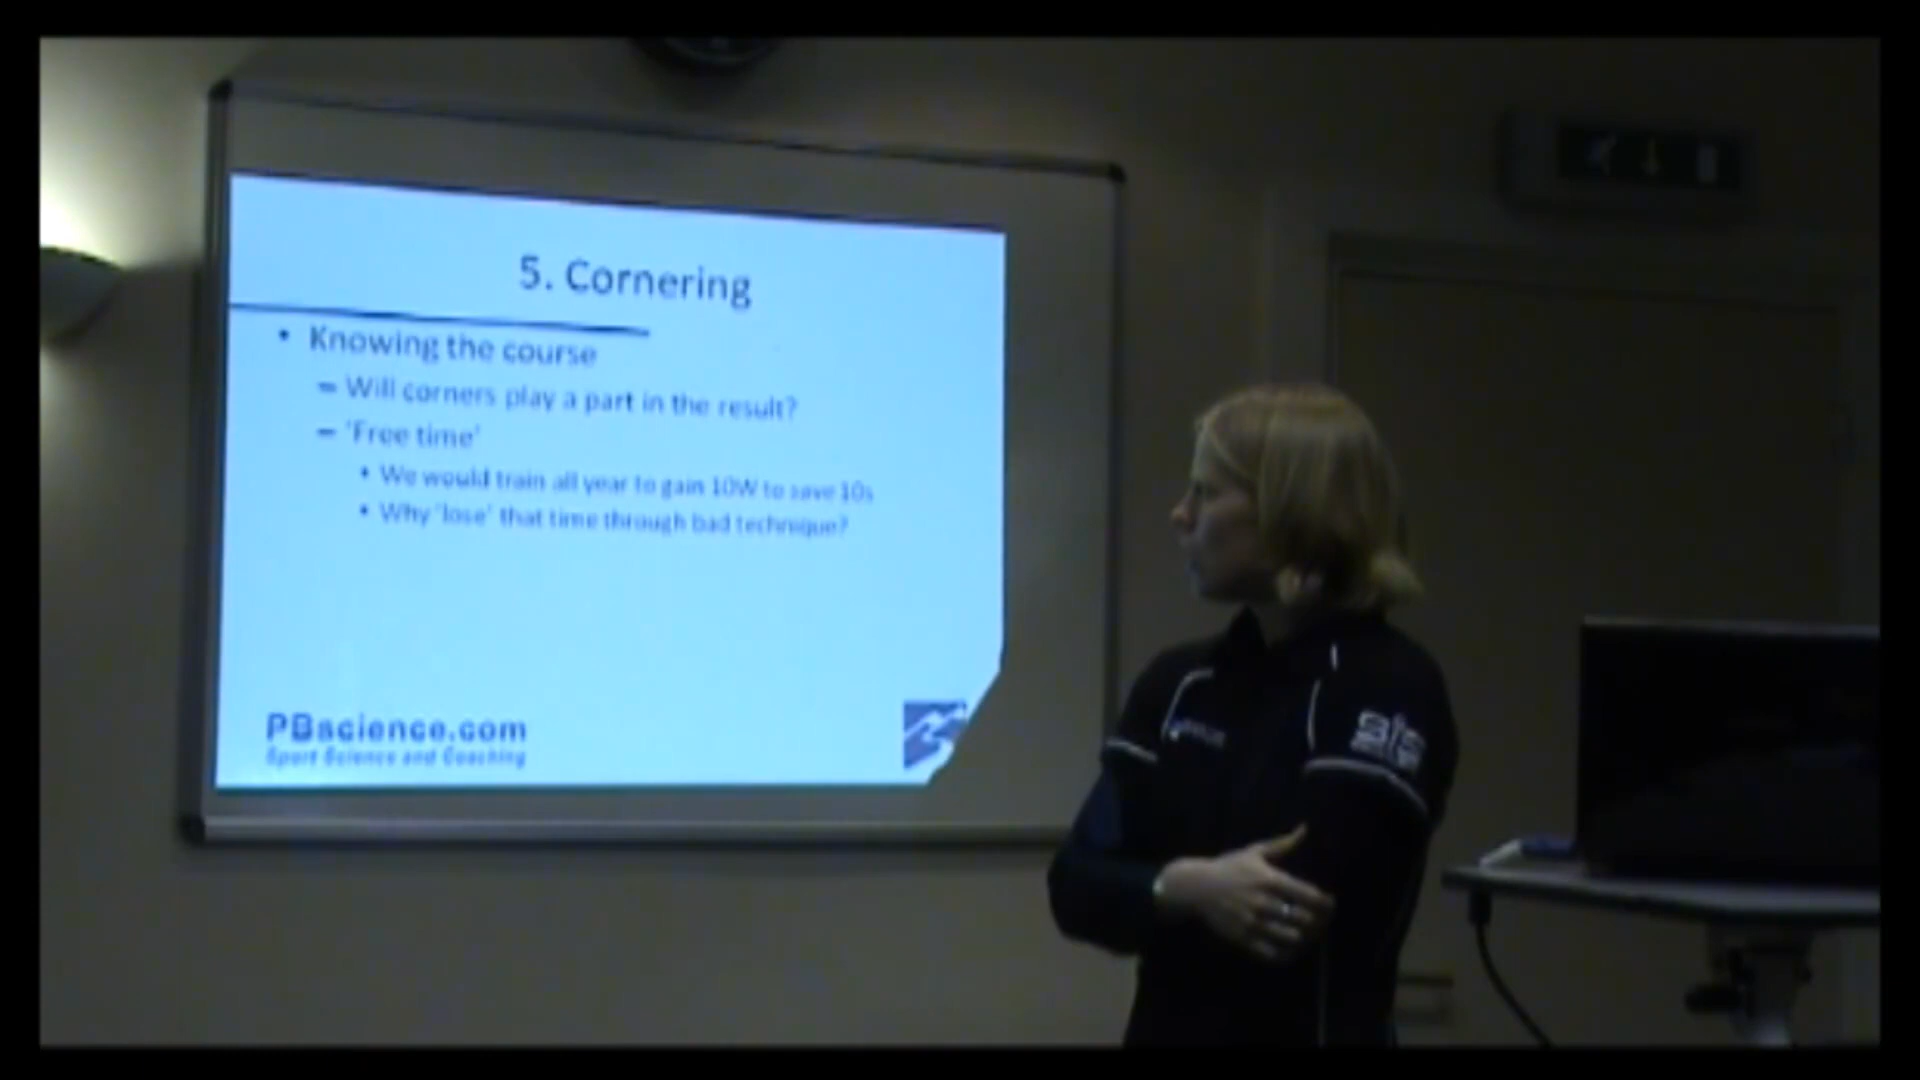 5. Cornering
• Knowing the course
– Will corners play a part in the result?
– 'Free time'
• We would train all year to gain 10W to save 10s
• Why 'lose' that time through bad technique?
PBscience.com
Sport Science and Coaching
sis